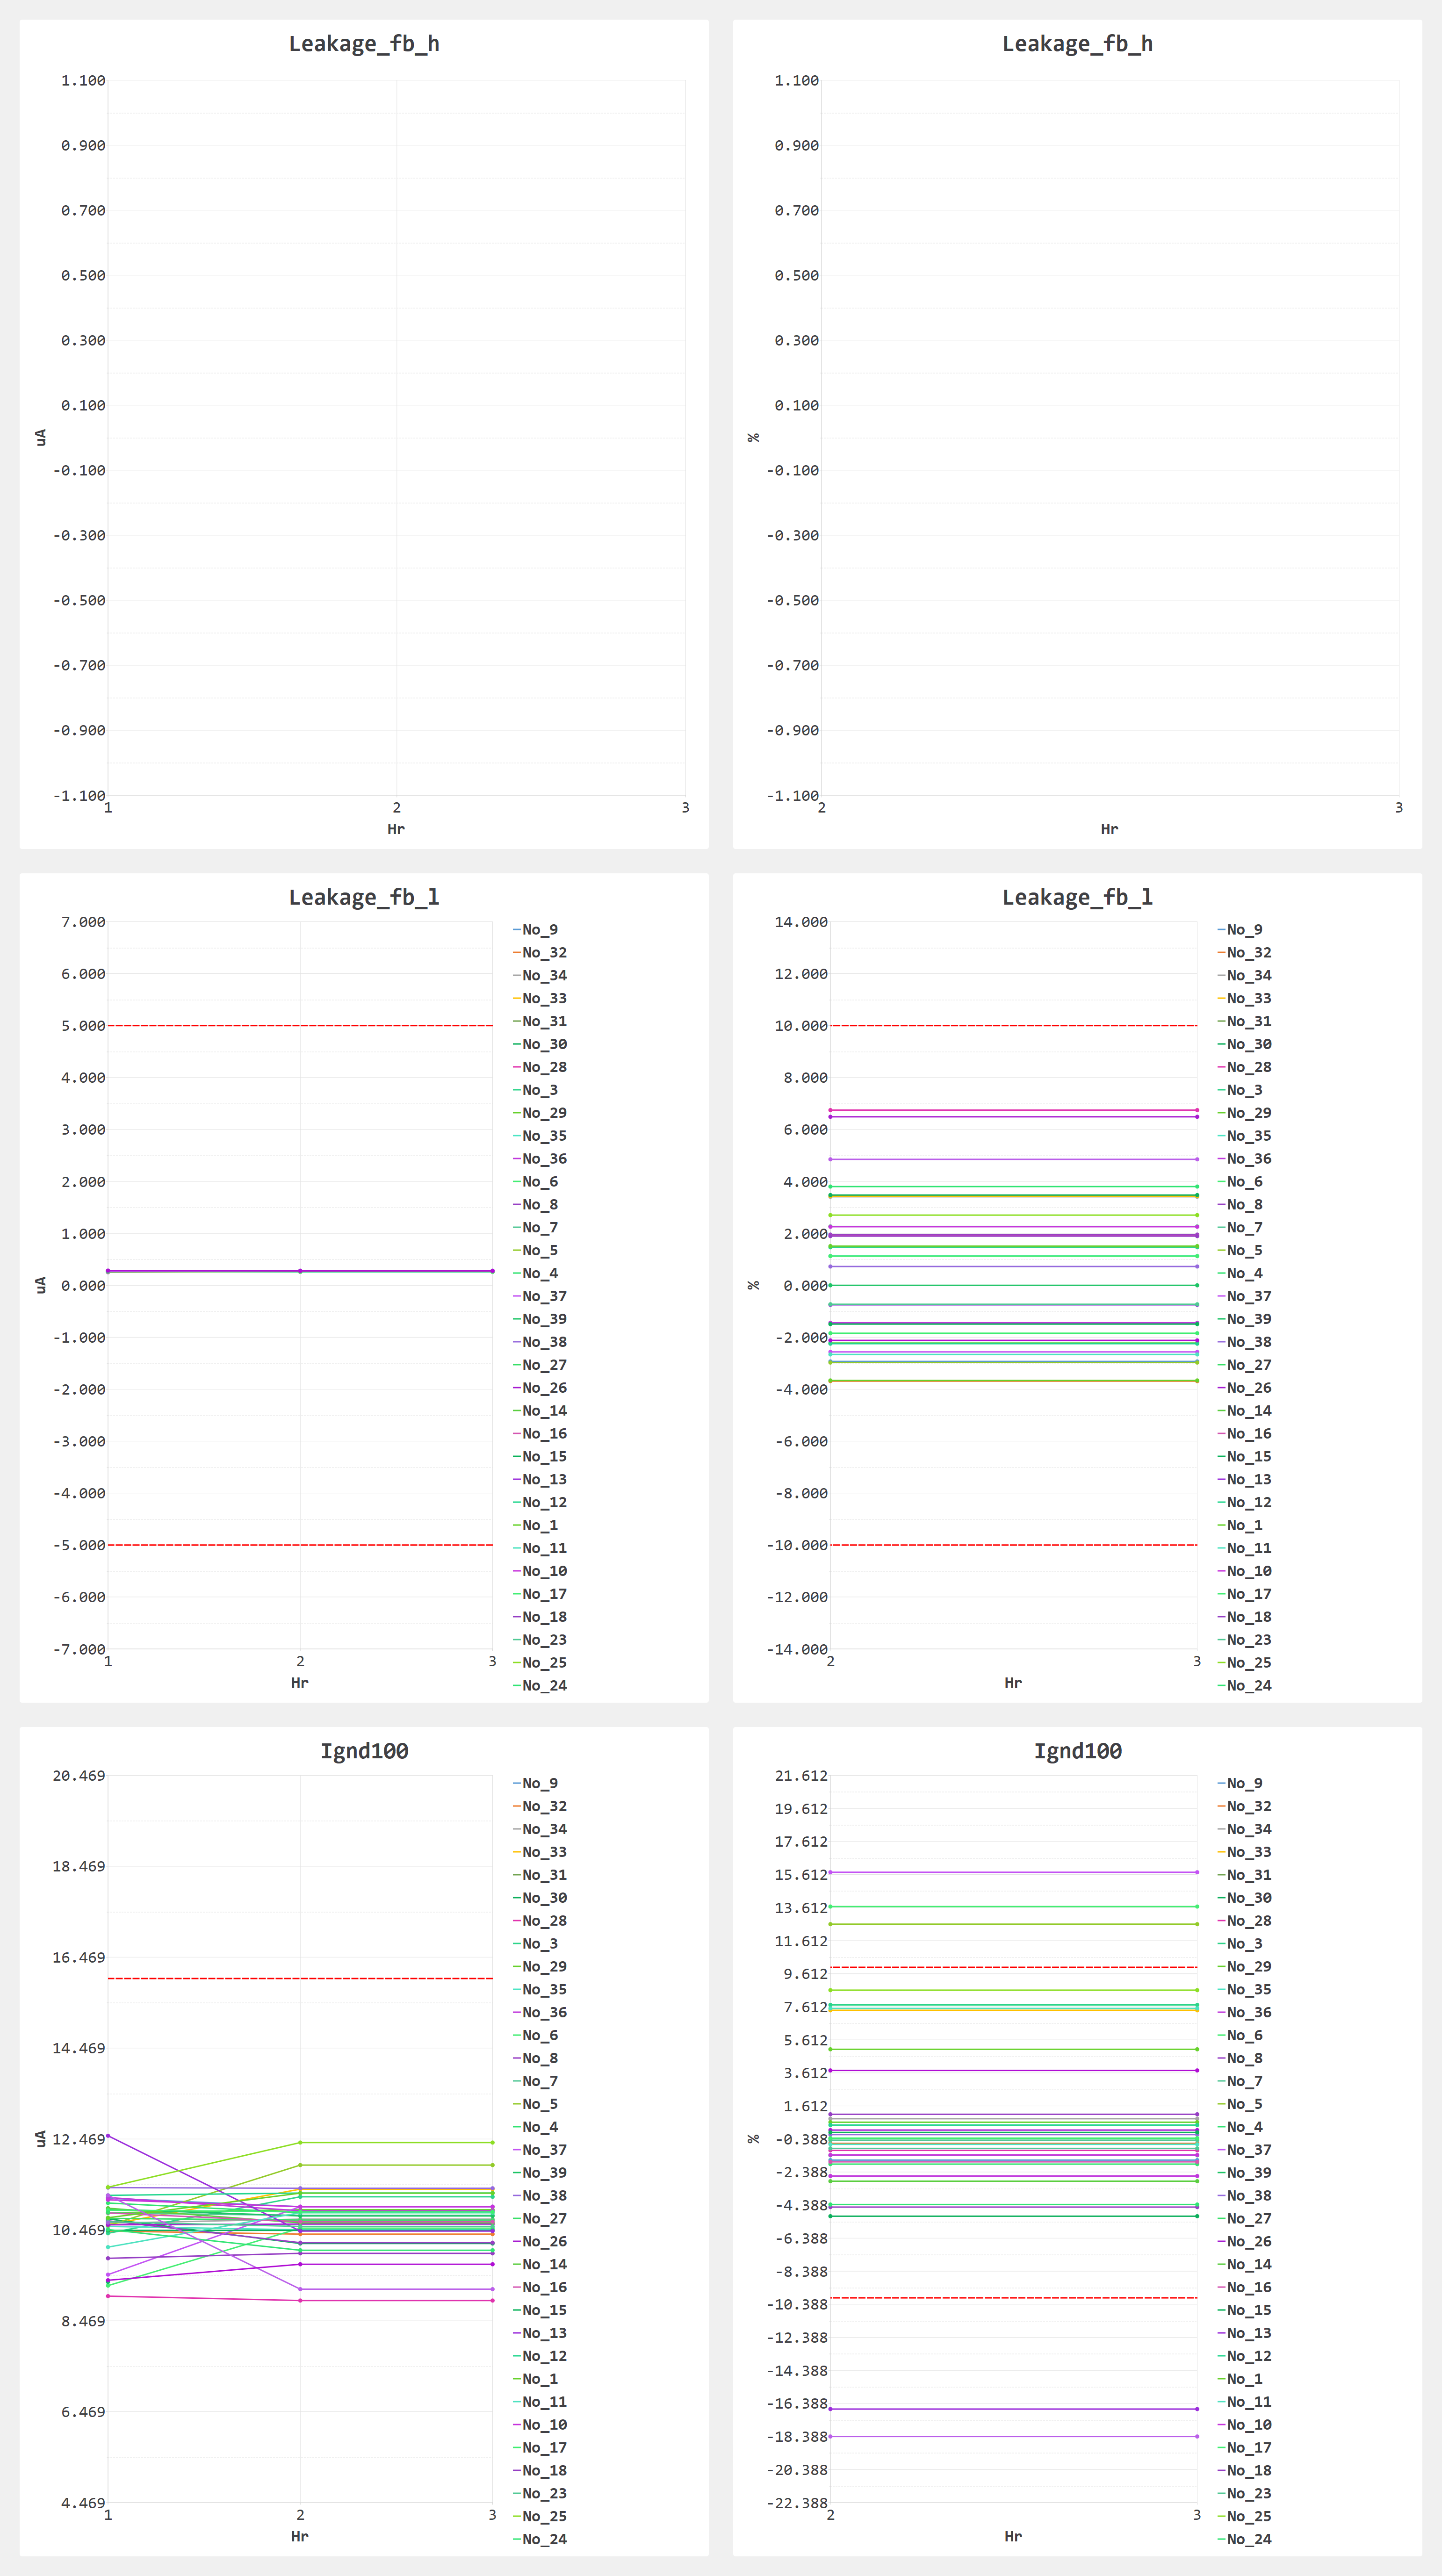 Leakage_fb_h
1.100
0.900
0.700
0.500
0.300
0.100
-0.100
-0.300
-0.500
-0.700
-0.900
-1.100
uA
1 2 3
Hr
Leakage_fb_h
1.100
0.900
0.700
0.500
0.300
0.100
-0.100
-0.300
-0.500
-0.700
-0.900
-1.100
%
2 3
Hr
Leakage_fb_l
7.000
6.000
5.000
4.000
3.000
2.000
1.000
0.000
-1.000
-2.000
-3.000
-4.000
-5.000
-6.000
-7.000
uA
1 2 3
Hr
No_9
No_32
No_34
No_33
No_31
No_30
No_28
No_3
No_29
No_35
No_36
No_6
No_8
No_7
No_5
No_4
No_37
No_39
No_38
No_27
No_26
No_14
No_16
No_15
No_13
No_12
No_1
No_11
No_10
No_17
No_18
No_23
No_25
No_24
Leakage_fb_l
14.000
12.000
10.000
8.000
6.000
4.000
2.000
0.000
-2.000
-4.000
-6.000
-8.000
-10.000
-12.000
-14.000
%
2 3
Hr
No_9
No_32
No_34
No_33
No_31
No_30
No_28
No_3
No_29
No_35
No_36
No_6
No_8
No_7
No_5
No_4
No_37
No_39
No_38
No_27
No_26
No_14
No_16
No_15
No_13
No_12
No_1
No_11
No_10
No_17
No_18
No_23
No_25
No_24
Ignd100
20.469
18.469
16.469
14.469
12.469
10.469
8.469
6.469
4.469
uA
1 2 3
Hr
No_9
No_32
No_34
No_33
No_31
No_30
No_28
No_3
No_29
No_35
No_36
No_6
No_8
No_7
No_5
No_4
No_37
No_39
No_38
No_27
No_26
No_14
No_16
No_15
No_13
No_12
No_1
No_11
No_10
No_17
No_18
No_23
No_25
No_24
Ignd100
21.612
19.612
17.612
15.612
13.612
11.612
9.612
7.612
5.612
3.612
1.612
-0.388
-2.388
-4.388
-6.388
-8.388
-10.388
-12.388
-14.388
-16.388
-18.388
-20.388
-22.388
%
2 3
Hr
No_9
No_32
No_34
No_33
No_31
No_30
No_28
No_3
No_29
No_35
No_36
No_6
No_8
No_7
No_5
No_4
No_37
No_39
No_38
No_27
No_26
No_14
No_16
No_15
No_13
No_12
No_1
No_11
No_10
No_17
No_18
No_23
No_25
No_24